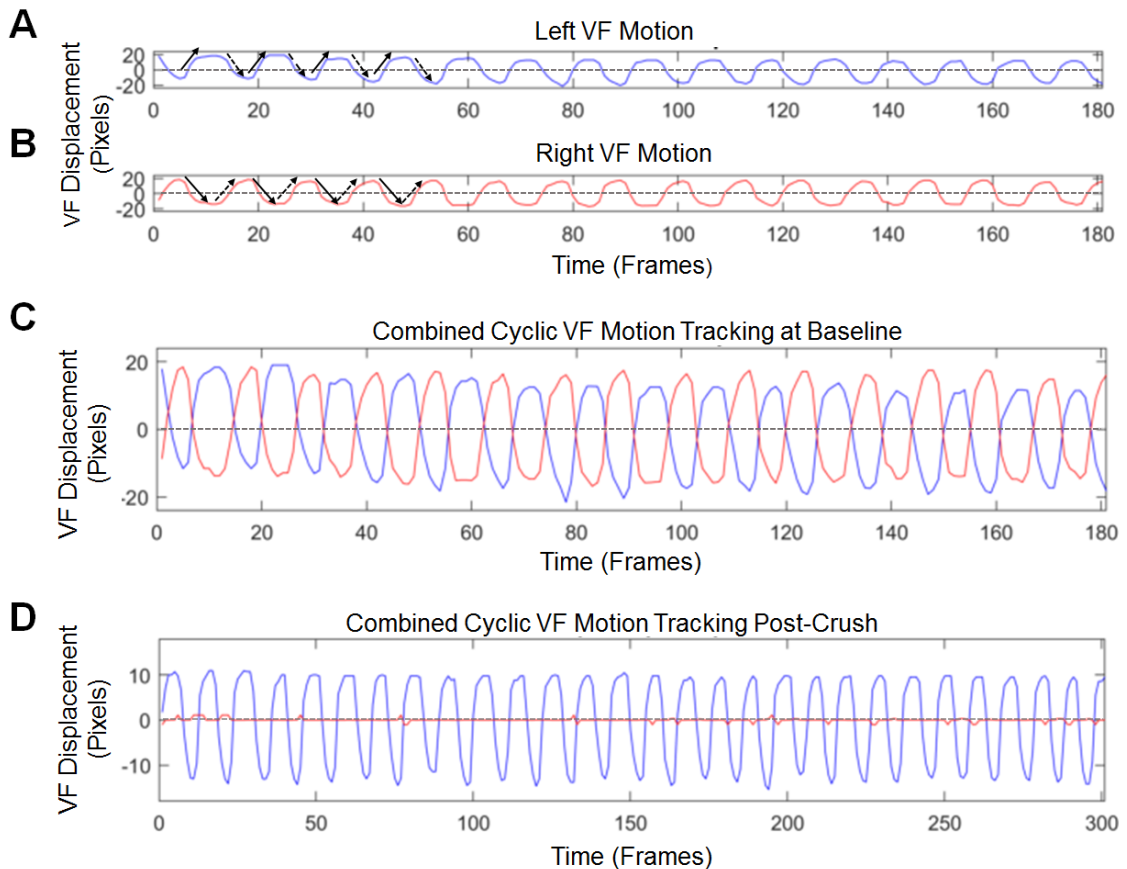 A
Left VF Motion
20
0
-20
0 20 40 60 80 100 120 140 160 180
B
Right VF Motion
20
0
-20
0 20 40 60 80 100 120 140 160 180
VF Displacement
(Pixels)
Time (Frames)
C
Combined Cyclic VF Motion Tracking at Baseline
20
0
-20
0 20 40 60 80 100 120 140 160 180
VF Displacement
(Pixels)
Time (Frames)
D
Combined Cyclic VF Motion Tracking Post-Crush
10
0
-10
0 50 100 150 200 250 300
VF Displacement
(Pixels)
Time (Frames)